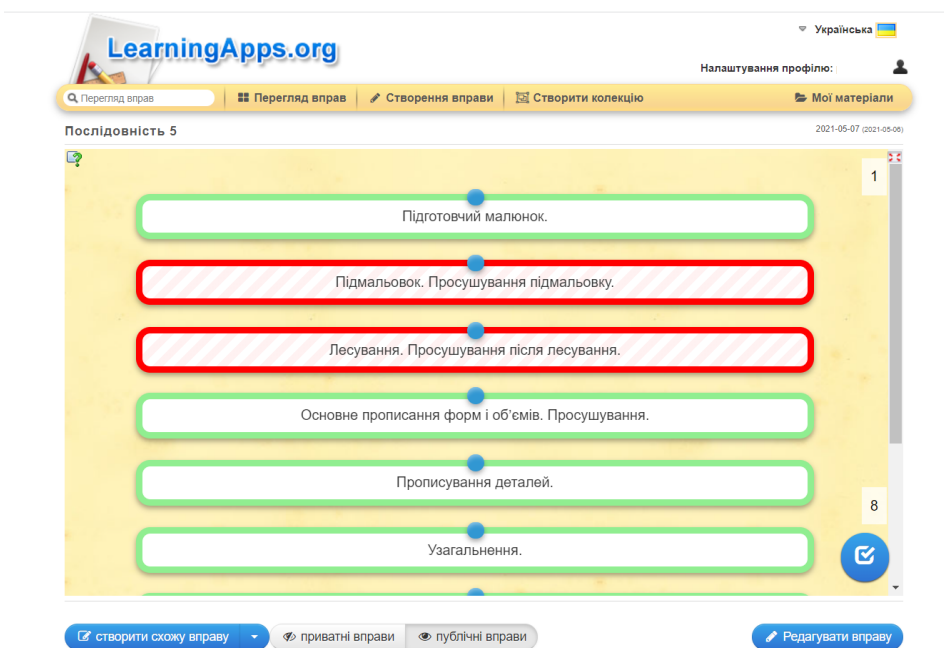 LearningApps.org
Українська
Налаштування профілю:
Перегляд вправ
Перегляд вправ
Створення вправи
Створити колекцію
Мої матеріали
Послідовність 5
2021-05-07 (2021-05-06)
1
Підготовчий малюнок.
Підмальовок. Просушування підмальовку.
Лесування. Просушування після лесування.
Основне прописання форм і об’ємів. Просушування.
Прописування деталей.
8
Узагальнення.
створити схожу вправу
приватні вправи
публічні вправи
Редагувати вправу